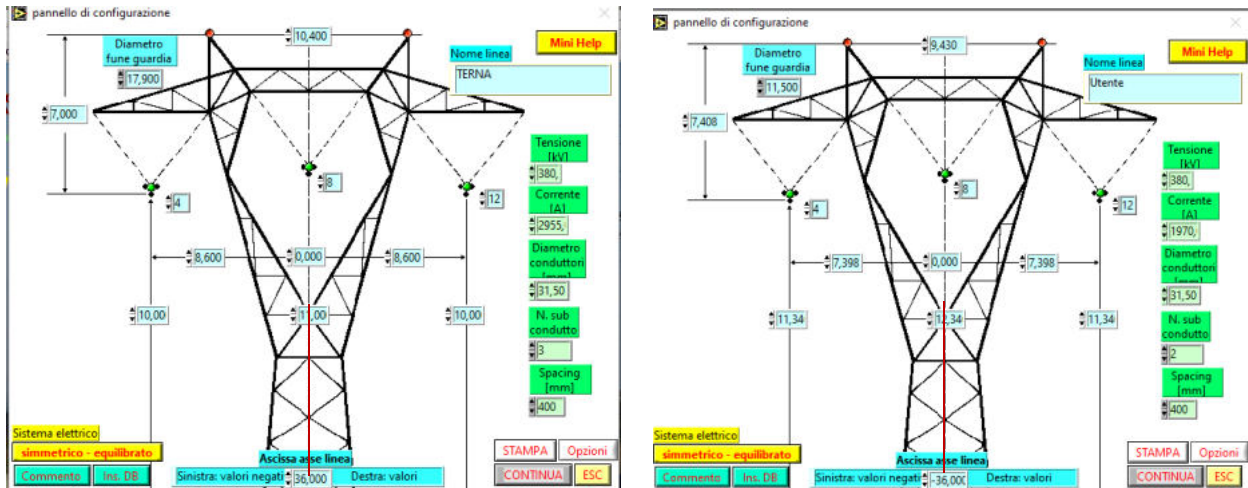 pannello di configurazione
10,400
Diametro
fune guardia
17,900
Mini Help
Nome linea
TERNA
7,000
Tensione
[kV]
380,
4
8
12
Corrente
[A]
2955,
8,600
0,000
8,600
Diametro
conduttori
[mm]
31,50
10,00
11,00
10,00
N. sub
condutto
3
Spacing
[mm]
400
Sistema elettrico
simmetrico - equilibrato
Commento
Ins. DB
Ascissa asse linea
Sinistra: valori negati
36,000
Destra: valori
STAMPA
Opzioni
CONTINUA
ESC
pannello di configurazione
9,430
Diametro
fune guardia
11,500
Mini Help
Nome linea
Utente
7,408
Tensione
[kV]
380,
4
8
12
Corrente
[A]
1970,
7,398
0,000
7,398
Diametro
conduttori
[mm]
31,50
11,34
12,34
11,34
N. sub
condutto
2
Spacing
[mm]
400
Sistema elettrico
simmetrico - equilibrato
Commento
Ins. DB
Ascissa asse linea
Sinistra: valori negati
-36,000
Destra: valori
STAMPA
Opzioni
CONTINUA
ESC